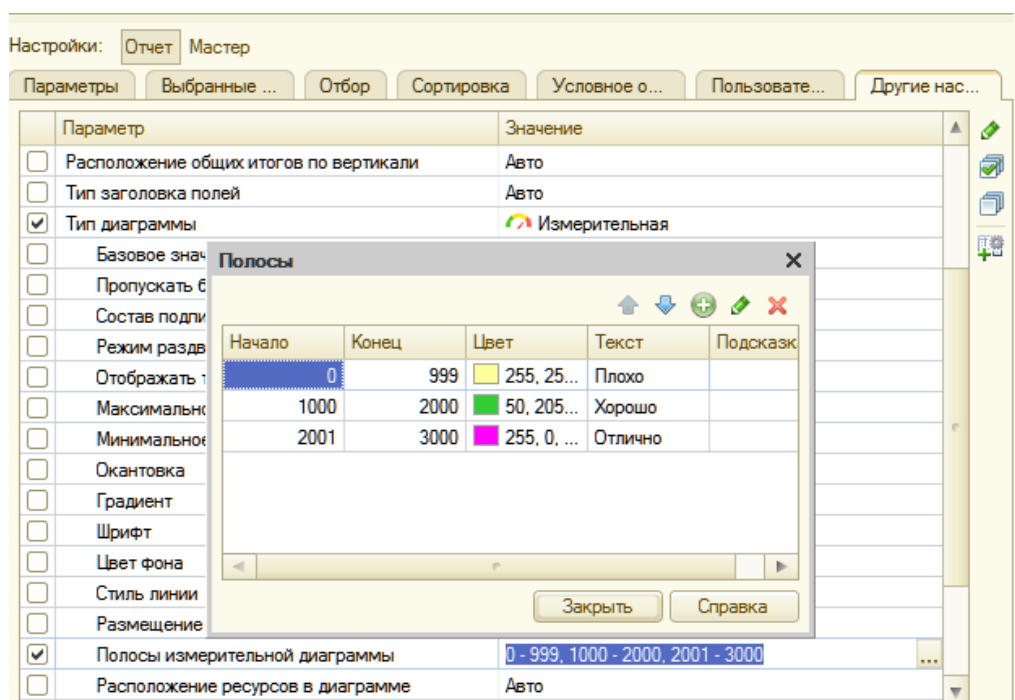 Настройки: Отчет Мастер
Параметры Выбранные ... Отбор Сортировка Условное о... Пользовате... Другие нас...
Параметр Значение
Расположение общих итогов по вертикали Авто
Тип заголовка полей Авто
Тип диаграммы Измерительная
Базовое знач
Полосы
Пропускать б
Состав подпи
Режим раздв
Начало Конец Цвет Текст Подсказк
Отображать
0 999 255, 25... Плохо
Максимально
1000 2000 50, 205... Хорошо
Минимальное
2001 3000 255, 0, ... Отлично
Окантовка
Градиент
Шрифт
Цвет фона
Стиль линии
Закрыть Справка
Размещение
Полосы измерительной диаграммы 0 - 999, 1000 - 2000, 2001 - 3000 ...
Расположение ресурсов в диаграмме Авто